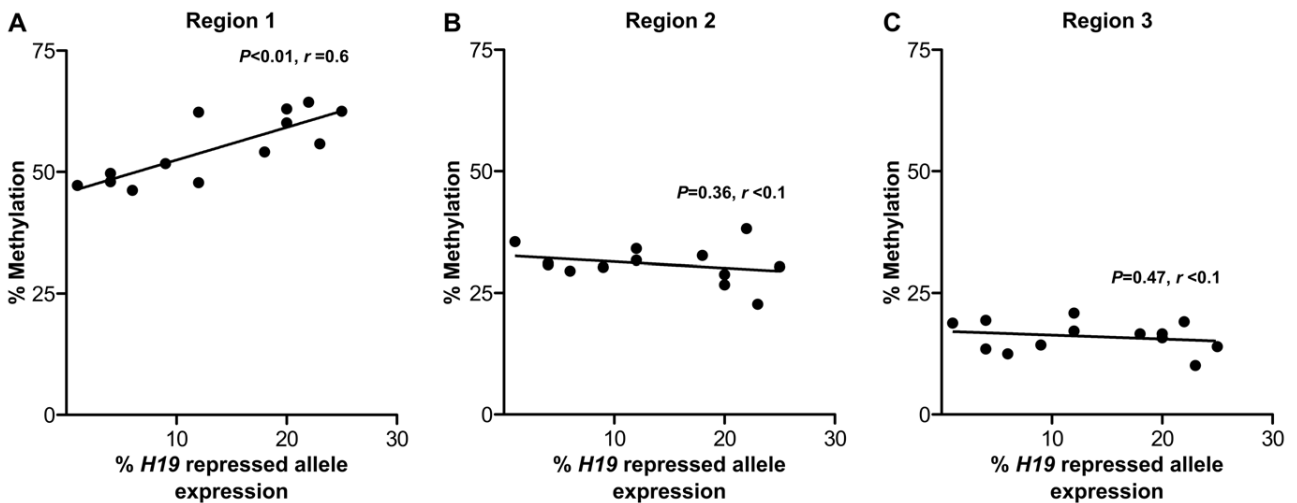 A
Region 1
P<0.01, r =0.6
75
50
25
0
% Methylation
10
20
30
% H19 repressed allele
expression
B
Region 2
P=0.36, r <0.1
75
50
25
0
% Methylation
10
20
30
% H19 repressed allele
expression
C
Region 3
P=0.47, r <0.1
75
50
25
0
% Methylation
10
20
30
% H19 repressed allele
expression